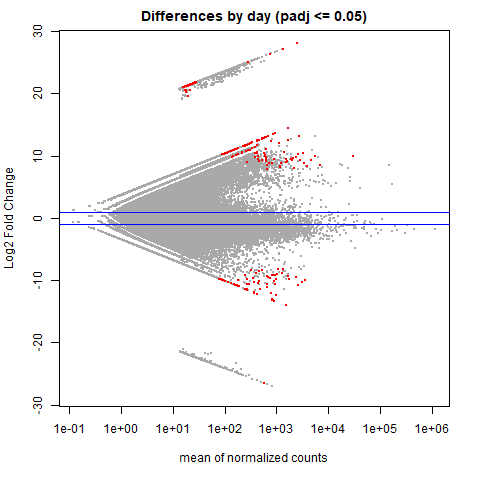 Differences by day (padj <= 0.05)
Log2 Fold Change
30
20
10
0
-10
-20
-30
1e-01 1e+00 1e+01 1e+02 1e+03 1e+04 1e+05 1e+06
mean of normalized counts